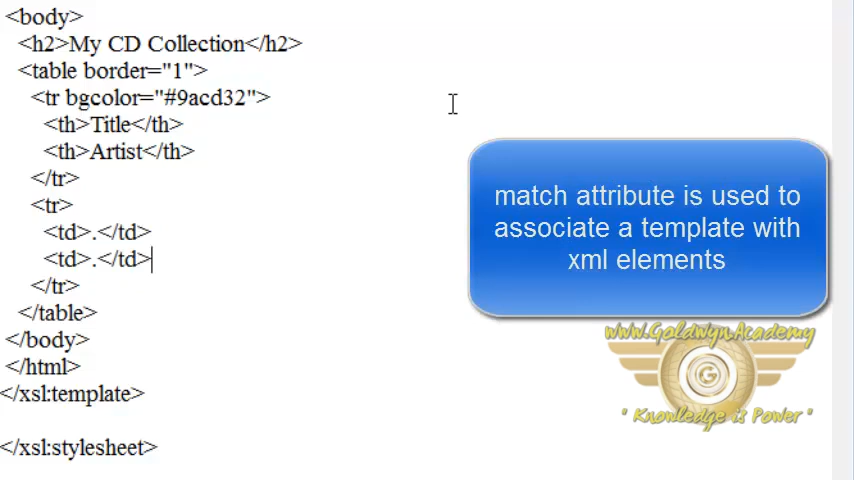 <body>
<h2>My CD Collection</h2>
<table border="1">
<tr bgcolor="#9acd32">
<th>Title</th>
<th>Artist</th>
</tr>
<tr>
<td>.</td>
<td>.</td>
</tr>
</table>
</body>
</html>
</xsl:template>
</xsl:stylesheet>
match attribute is used to
associate a template with
xml elements
www.GoldwynAcademy
G
" Knowledge is Power "